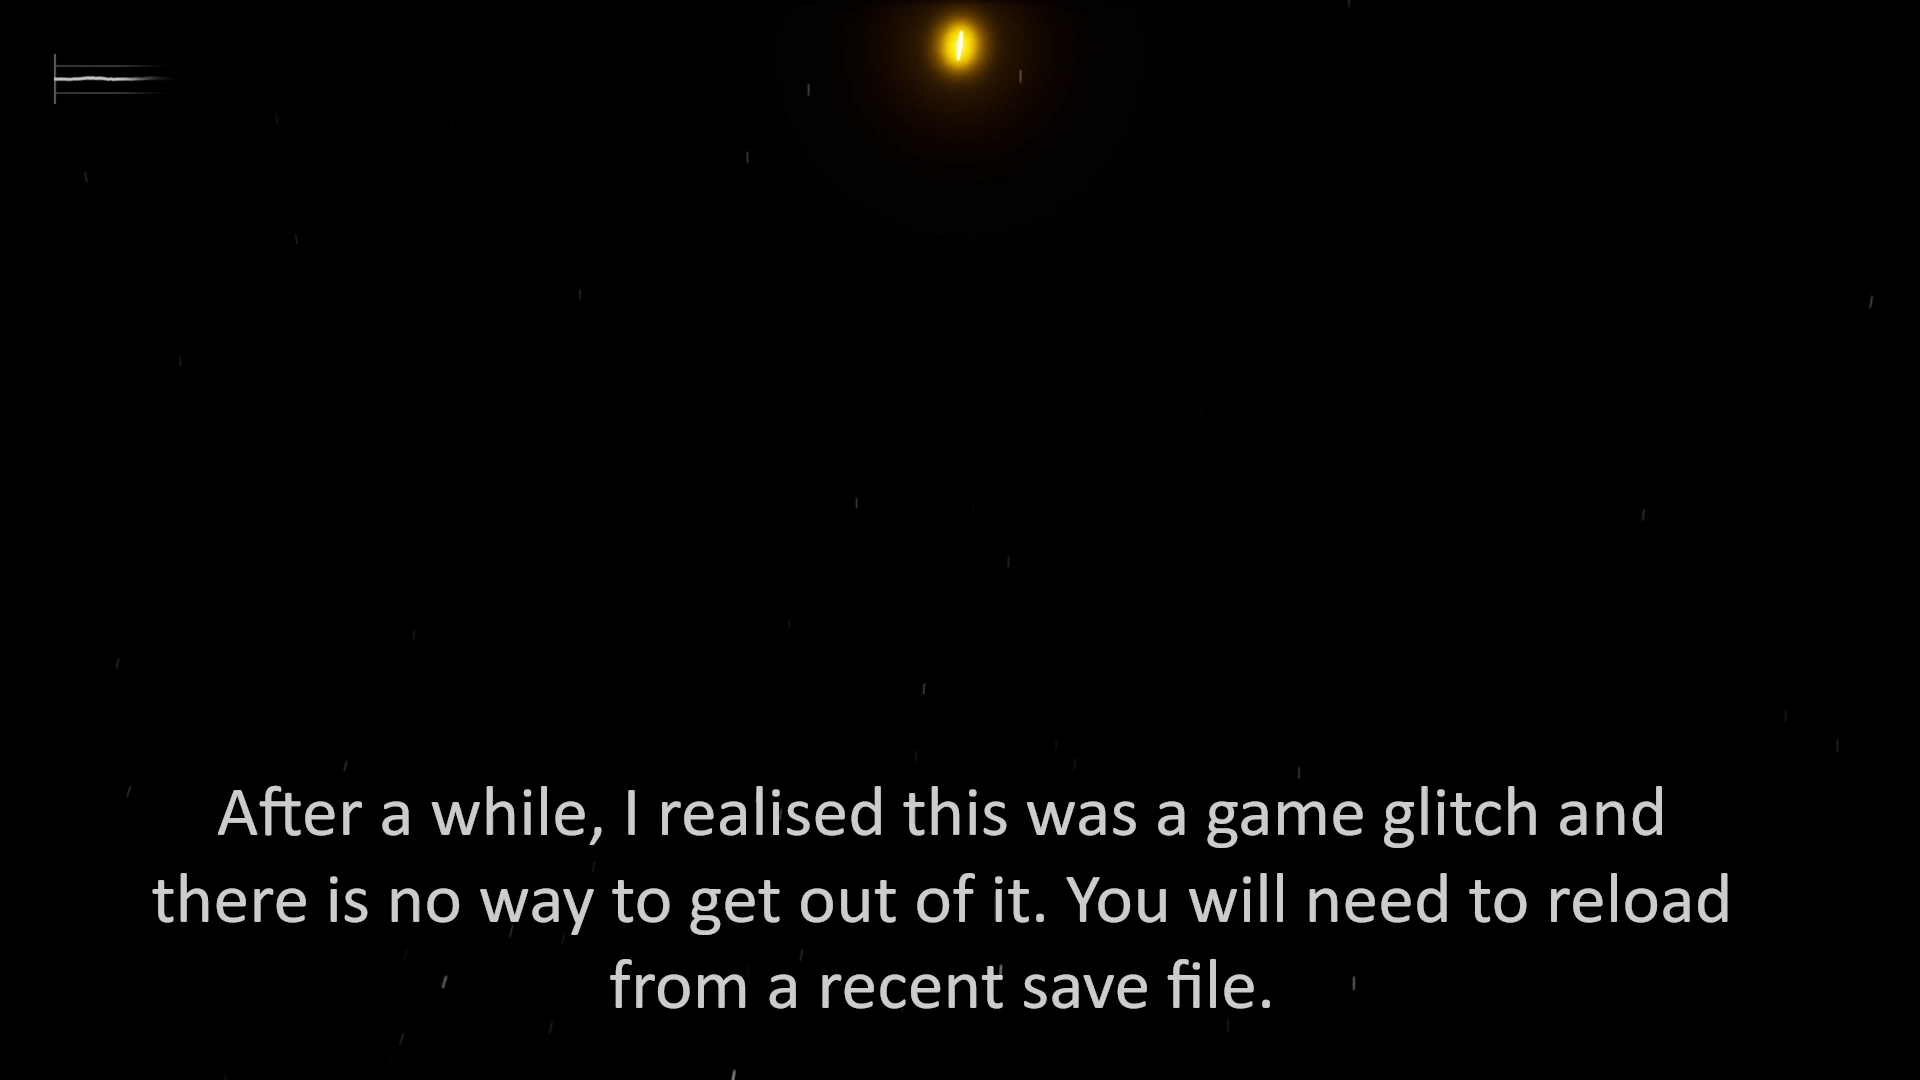 After a while, I realised this was a game glitch and
there is no way to get out of it. You will need to reload
from a recent save file.